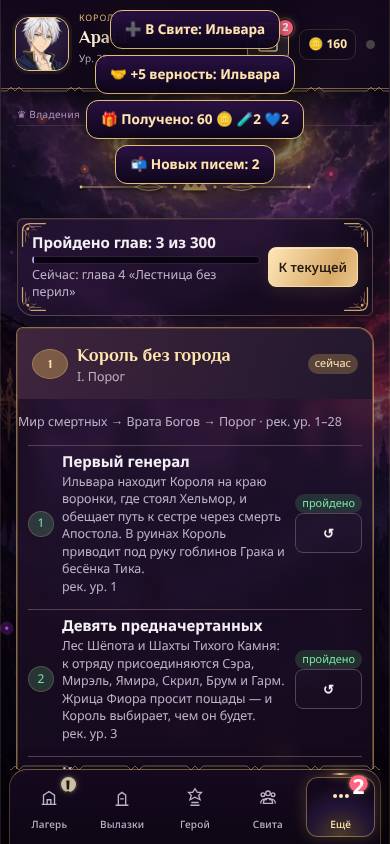 ➕ В Свите: Ильвара
2
🪙 160
🤝 +5 верность: Ильвара
♛ Владения
🎁 Получено: 60 🪙 🧪2 💙2
📬 Новых писем: 2
Пройдено глав: 3 из 300
Сейчас: глава 4 «Лестница без
перил»
К текущей
1
Король без города
I. Порог
сейчас
Мир смертных → Врата Богов → Порог · рек. ур. 1–28
Первый генерал
Ильвара находит Короля на краю
воронки, где стоял Хельмор, и
обещает путь к сестре через смерть
Апостола. В руинах Король
приводит под руку гоблинов Грака и
бесёнка Тика.
рек. ур. 1
1
пройдено
↺
Девять предначертанных
Лес Шёпота и Шахты Тихого Камня:
к отряду присоединяются Сэра,
Мирэль, Ямира, Скрил, Брум и Гарм.
Жрица Фиора просит пощады — и
Король выбирает, чем он будет.
рек. ур. 3
2
пройдено
↺
!
2
Лагерь
Вылазки
Герой
Свита
Ещё